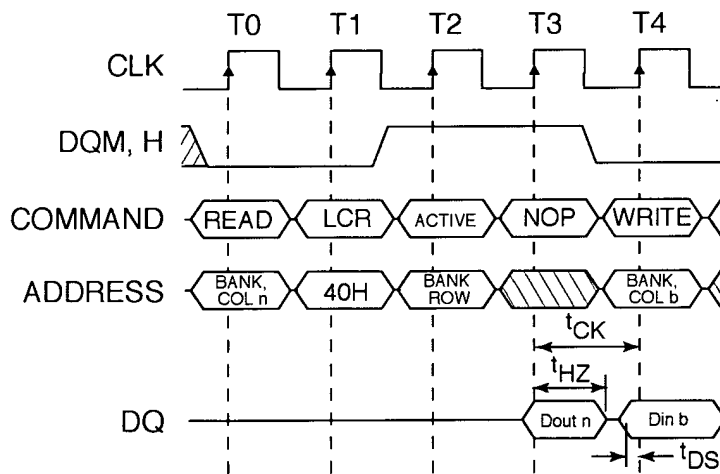 T0 T1 T2 T3 T4
CLK
DQM, H
COMMAND READ LCR ACTIVE NOP WRITE
ADDRESS BANK, COL n 40H BANK ROW BANK, COL b
tCK
tHZ
DQ Dout n Din b
tDS